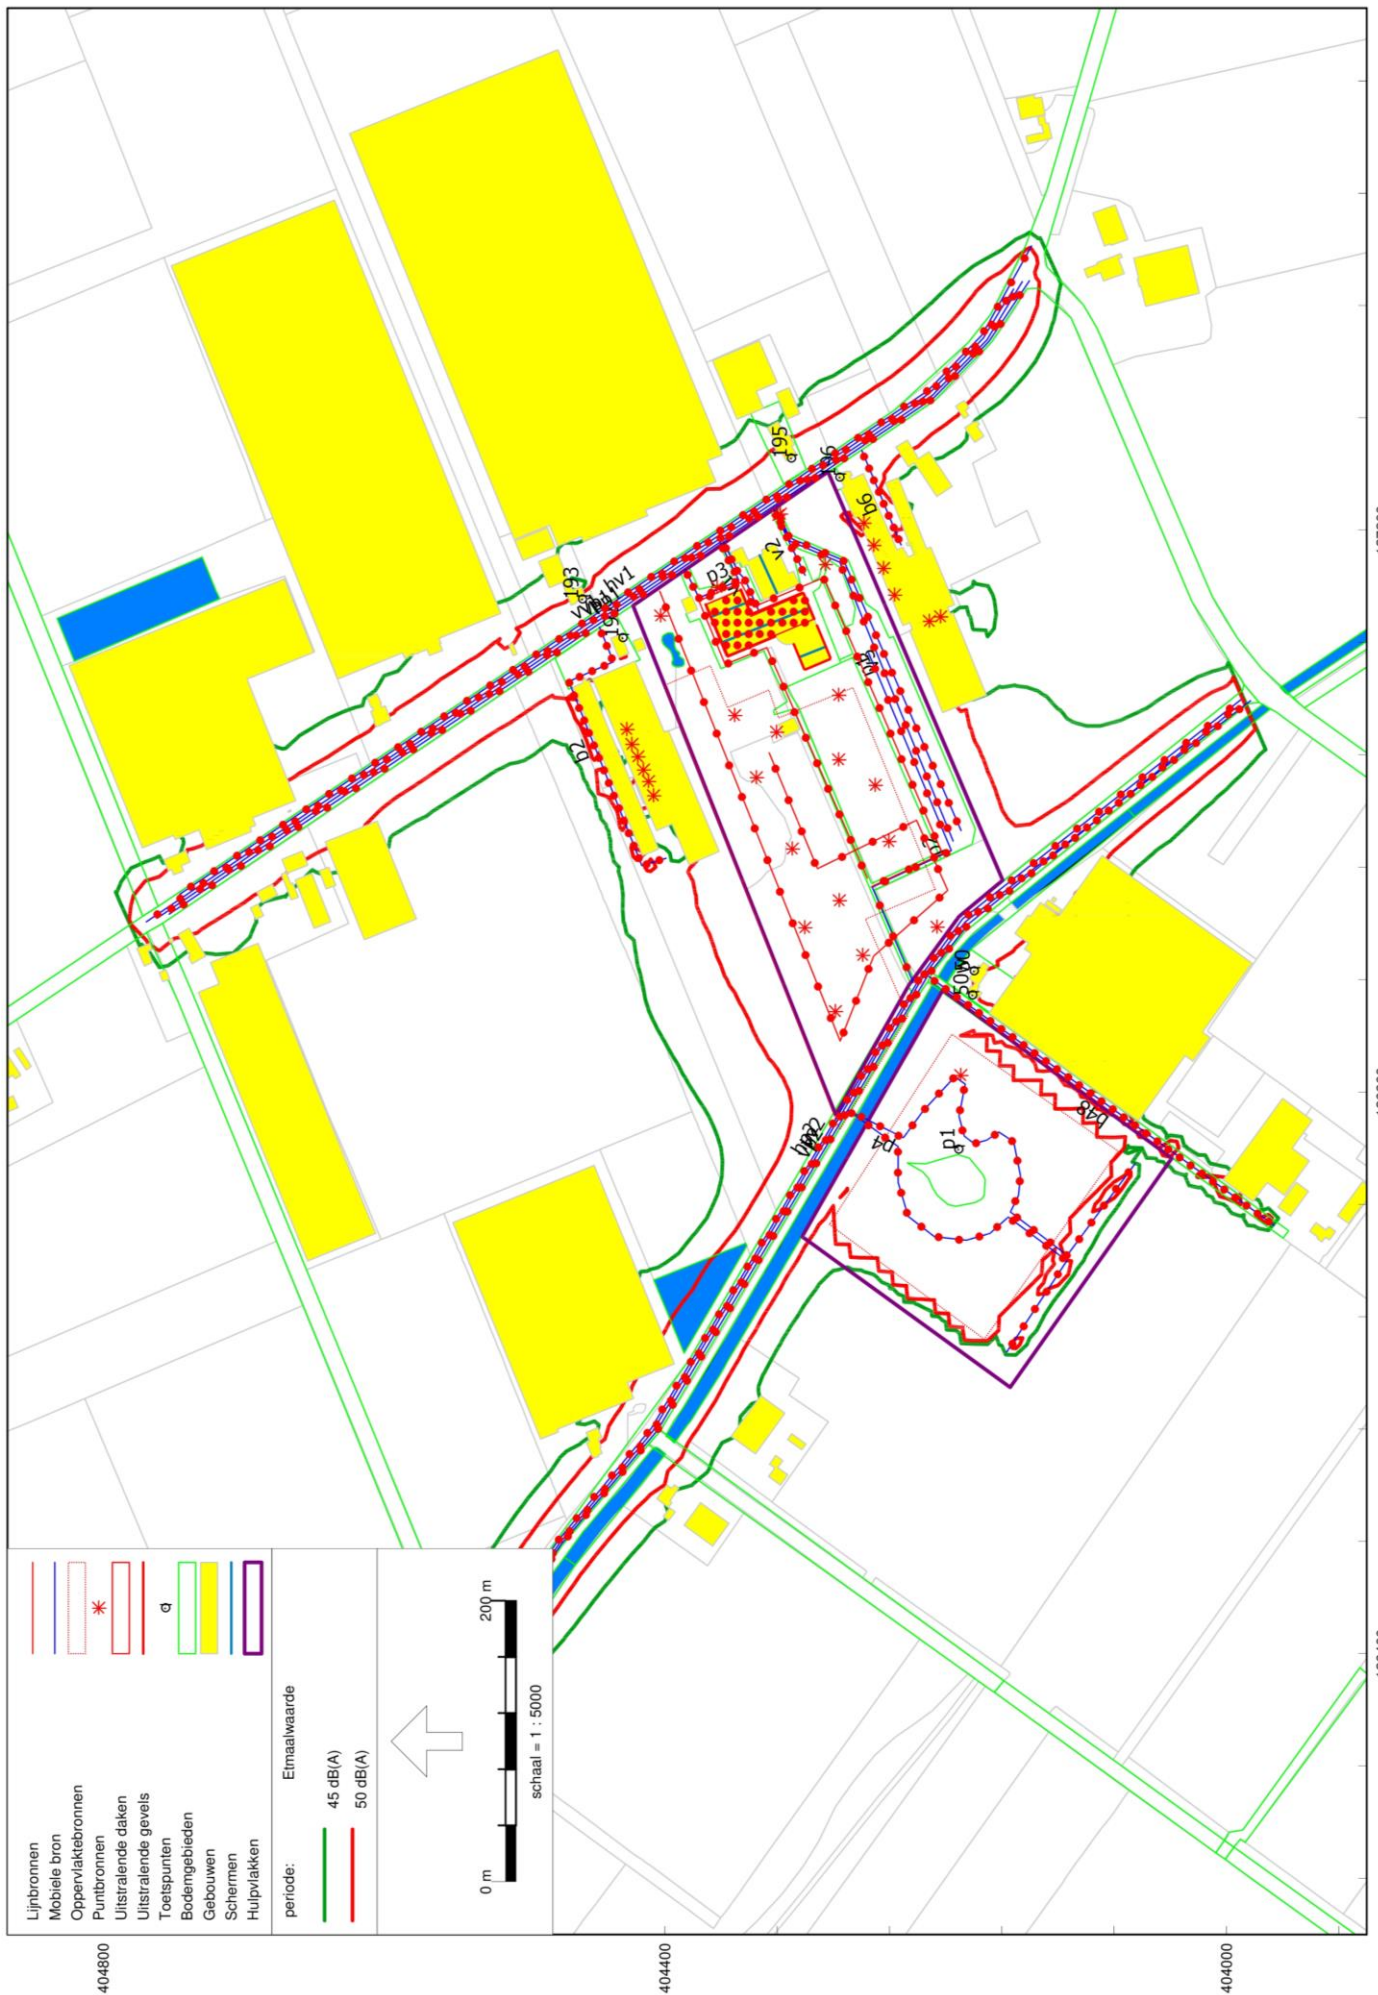 Lijnbronnen
Mobiele bron
Oppervlaktebronnen
Puntbronnen
Uitstralende daken
Uitstralende gevels
Toetspunten
Bodemgebieden
Gebouwen
Schermen
Hulpvlakken
periode: Etmaalwaarde
45 dB(A)
50 dB(A)
0 m 200 m
schaal = 1 : 5000
404800
404400
404000
193
hv1
b2
195
196
b6
v2
p3
p1
p4
b48